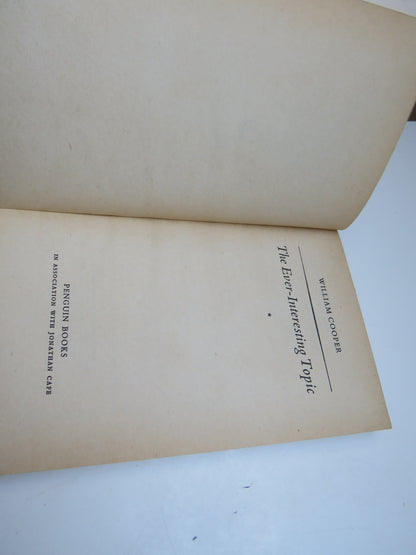 WILLIAM COOPER
The Ever-Interesting Topic
*
PENGUIN BOOKS
IN ASSOCIATION WITH JONATHAN CAPE